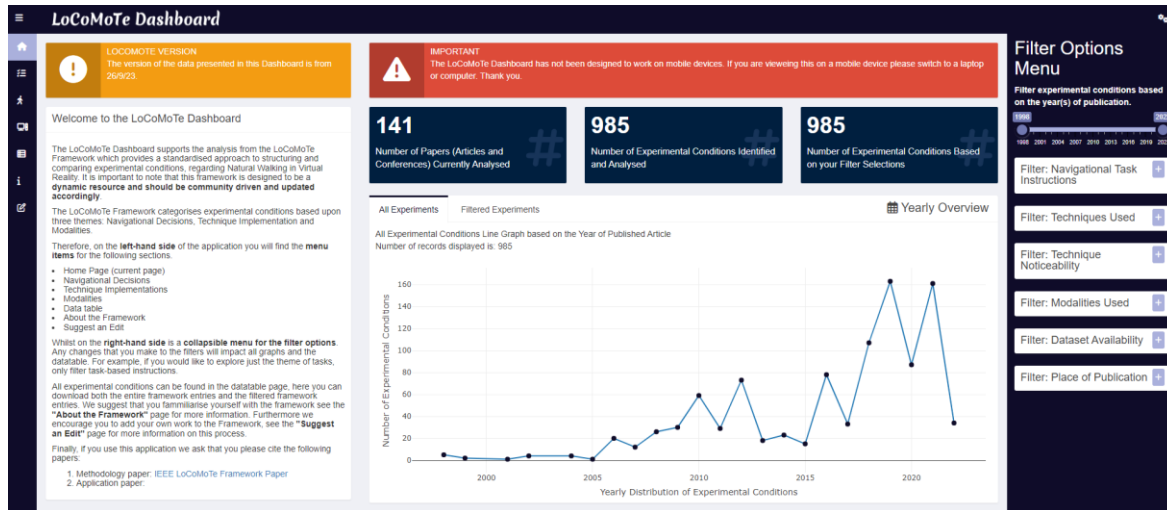 LoCoMoTe Dashboard
LOCOMOTE VERSION
The version of the data presented in this Dashboard is from
26/9/23.
IMPORTANT
The LoCoMoTe Dashboard has not been designed to work on mobile devices. If you are vieweing this on a mobile device please switch to a laptop
or computer. Thank you.
Welcome to the LoCoMoTe Dashboard
The LoCoMoTe Dashboard supports the analysis from the LoCoMoTe
Framework which provides a standardised approach to structuring and
comparing experimental conditions, regarding Natural Walking in Virtual
Reality. It is important to note that this framework is designed to be a
dynamic resource and should be community driven and updated
accordingly.
The LoCoMoTe Framework categorises experimental conditions based upon
three themes: Navigational Decisions, Technique Implementation and
Modalities.
Therefore, on the left-hand side of the application you will find the menu
items for the following sections.
• Home Page (current page)
• Navigational Decisions
• Technique Implementations
• Modalities
• Data table
• About the Framework
• Suggest an Edit
Whilst on the right-hand side is a collapsible menu for the filter options.
Any changes that you make to the filters will impact all graphs and the
datatable. For example, if you would like to explore just the theme of tasks,
only filter task-based instructions.
All experimental conditions can be found in the datatable page, here you can
download both the entire framework entries and the filtered framework
entries. We suggest that you fammiliarise yourself with the framework see the
"About the Framework" page for more information. Furthermore we
encourage you to add your own work to the Framework, see the "Suggest
an Edit" page for more information on this process.
Finally, if you use this application we ask that you please cite the following
papers:
1. Methodology paper: IEEE LoCoMoTe Framework Paper
2. Application paper:
141
Number of Papers (Articles and
Conferences) Currently Analysed
985
Number of Experimental Conditions Identified
and Analysed
985
Number of Experimental Conditions Based
on your Filter Selections
All Experiments
Filtered Experiments
Yearly Overview
All Experimental Conditions Line Graph based on the Year of Published Article
Number of records displayed is: 985
Number of Experimental Conditions
160
140
120
100
80
60
40
20
0
2000
2005
2010
2015
2020
Yearly Distribution of Experimental Conditions
Filter Options
Menu
Filter experimental conditions based
on the year(s) of publication.
1998
1998 2001 2004 2007 2010 2013 2016 2019
Filter: Navigational Task
Instructions
Filter: Techniques Used
Filter: Technique
Noticeability
Filter: Modalities Used
Filter: Dataset Availability
Filter: Place of Publication